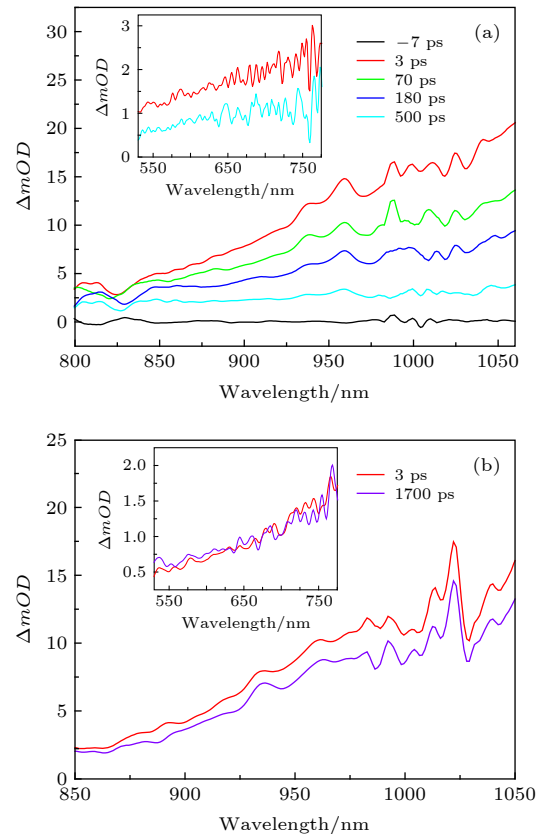 (a)
−7 ps
3 ps
70 ps
180 ps
500 ps
ΔmOD
30
25
20
15
10
5
0
800
850
900
950
1000
1050
Wavelength/nm
ΔmOD
3
2
1
0
550
650
750
Wavelength/nm
(b)
3 ps
1700 ps
ΔmOD
25
20
15
10
5
0
850
900
950
1000
1050
Wavelength/nm
ΔmOD
2.0
1.5
1.0
0.5
550
650
750
Wavelength/nm